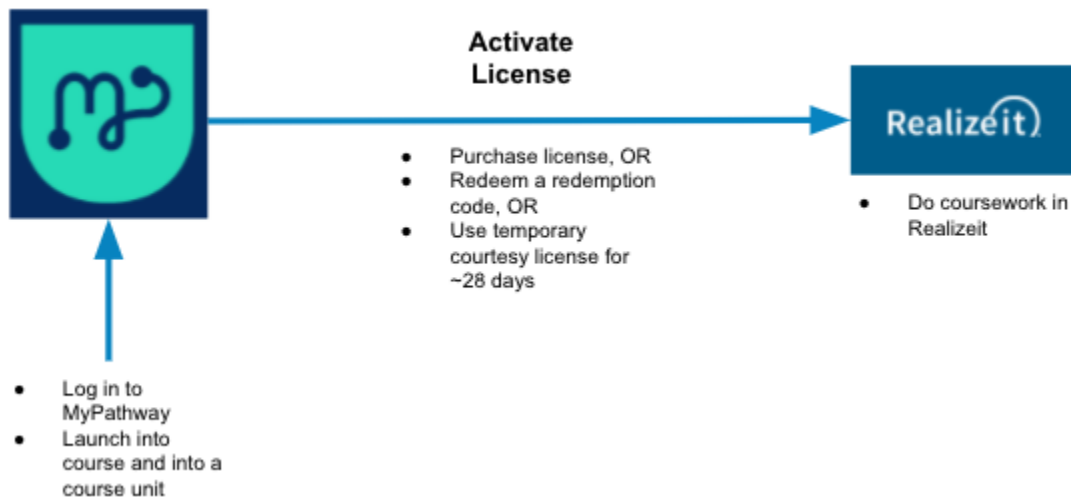 Activate
License
Realizeit
● Purchase license, OR
● Redeem a redemption
code, OR
● Use temporary
courtesy license for
~28 days
● Do coursework in
Realizeit
● Log in to
MyPathway
● Launch into
course and into a
course unit